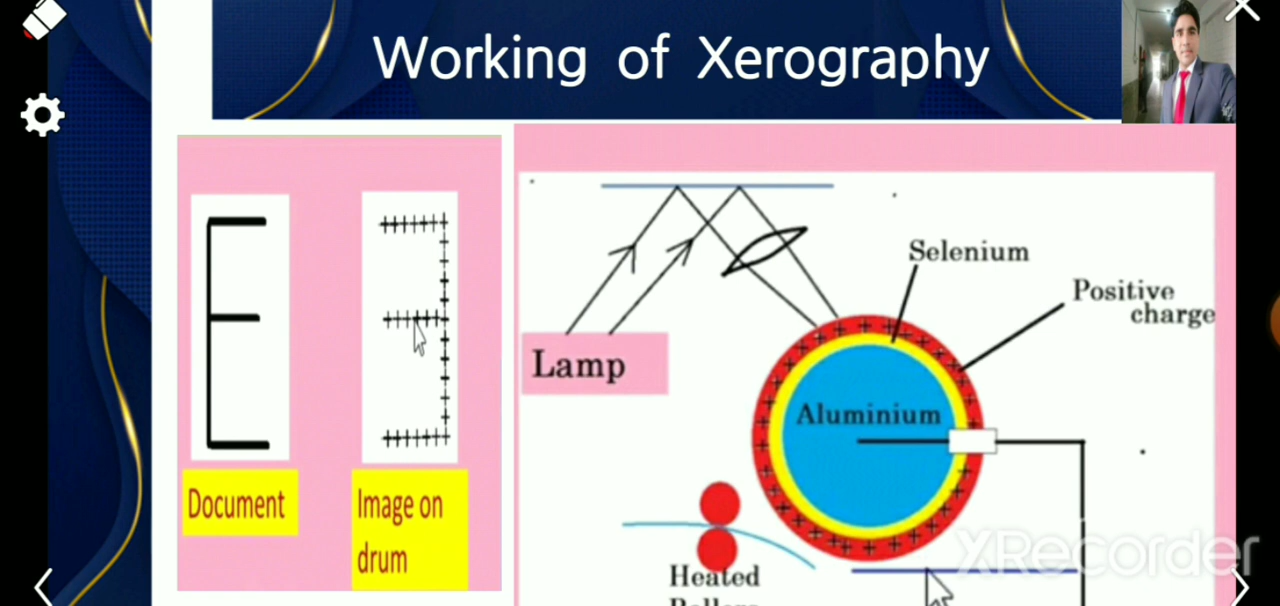 Working of Xerography
Selenium
Positive
charge
Lamp
Aluminium
Document
Image on
drum
XRecorder
Heated
Rollers